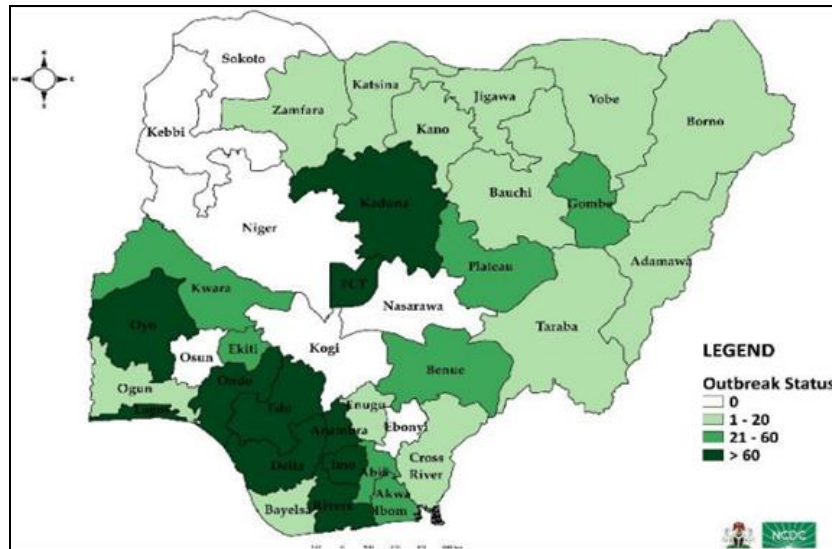 N
W
E
S
Sokoto
Katsina
Jigawa
Yobe
Borno
Zamfara
Kano
Kebbi
Bauchi
Gombe
Kaduna
Niger
Adamawa
Plateau
FCT
Kwara
Nasarawa
Taraba
Oyo
Osun
Ekiti
Kogi
Benue
Ogun
Ondo
Lagos
Edo
Enugu
Anambra
Ebonyi
Delta
Imo
Abia
Cross
River
Akwa
Ibom
Bayelsa
Rivers
LEGEND
Outbreak Status
0
1 - 20
21 - 60
> 60
NCDC